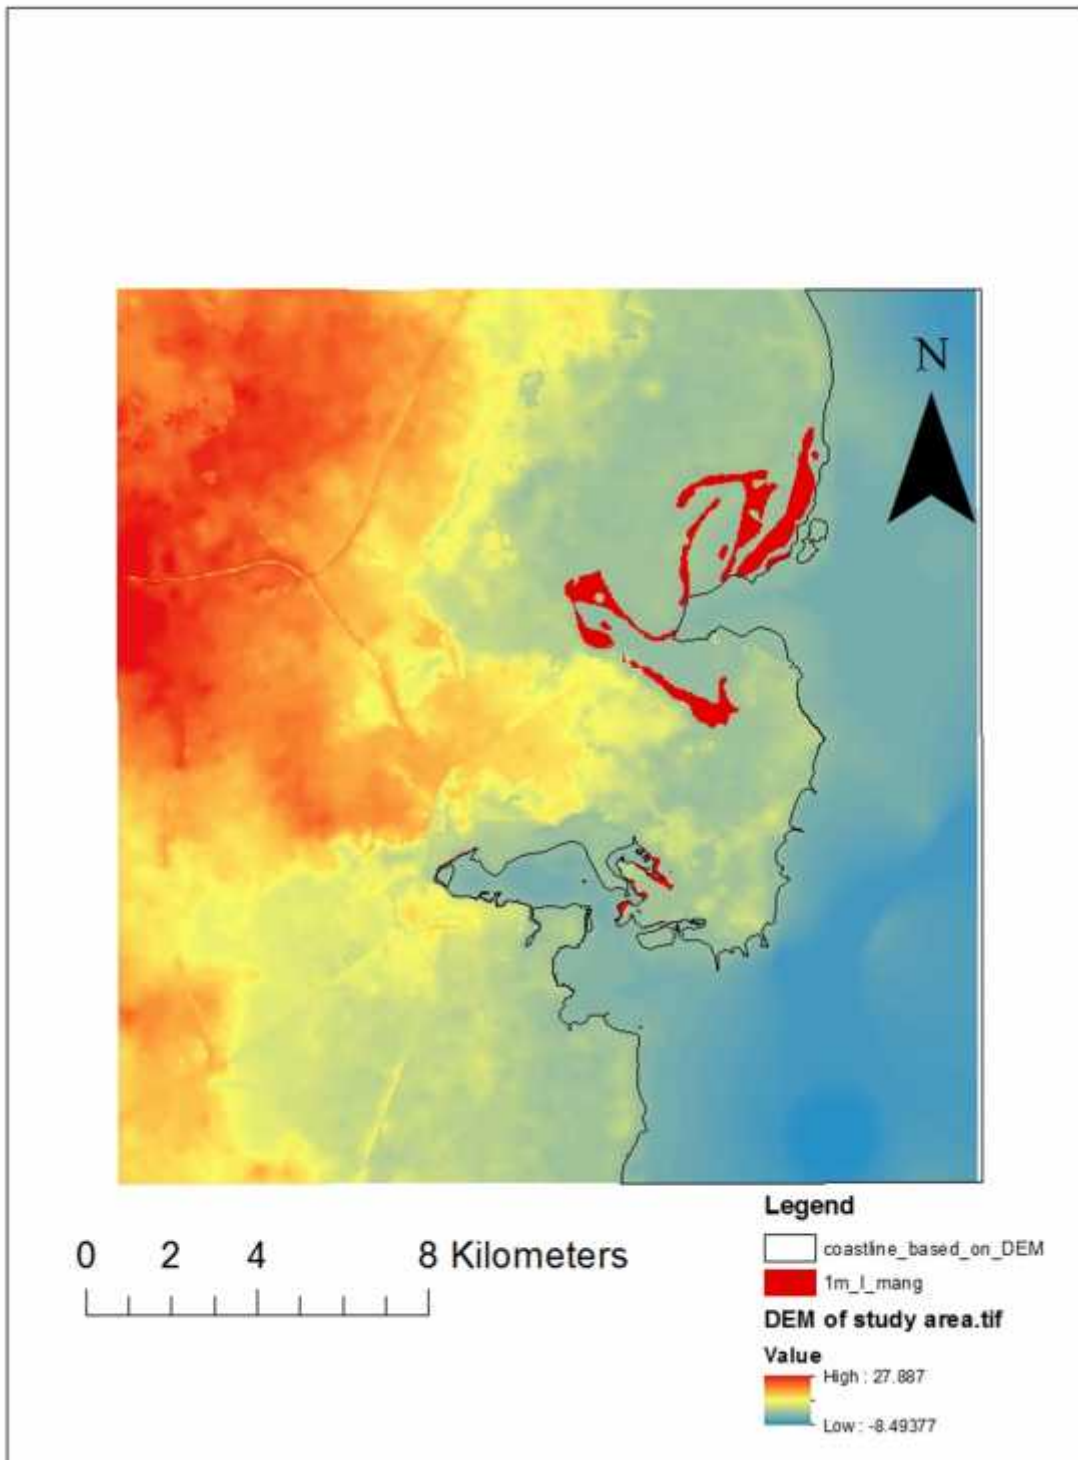 N
0 2 4 8 Kilometers
Legend
coastline_based_on_DEM
1m_l_mang
DEM of study area.tif
Value
High : 27.887
Low : -8.49377